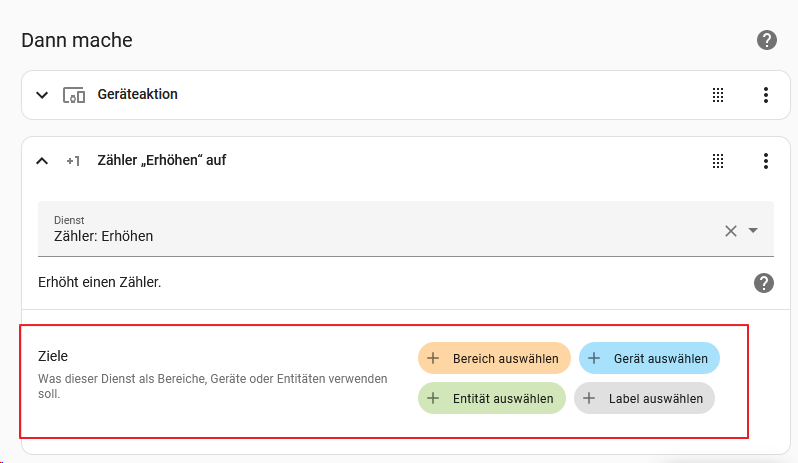 Dann mache
Geräteaktion
+1 Zähler „Erhöhen“ auf
Dienst
Zähler: Erhöhen
Erhöht einen Zähler.
Ziele
Was dieser Dienst als Bereiche, Geräte oder Entitäten verwenden
soll.
Bereich auswählen
Gerät auswählen
Entität auswählen
Label auswählen